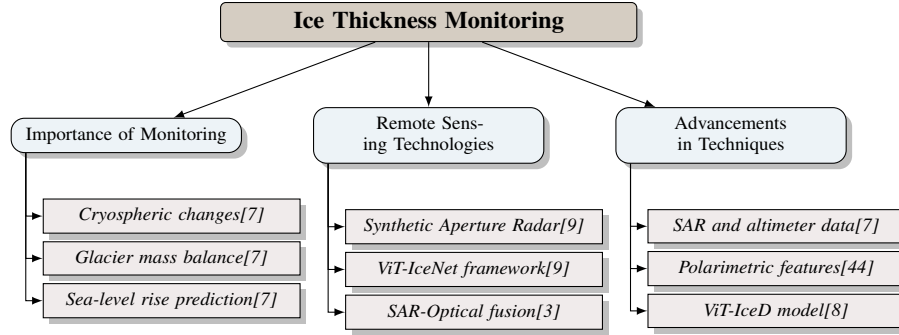 Ice Thickness Monitoring
Importance of Monitoring
Cryospheric changes[7]
Glacier mass balance[7]
Sea-level rise prediction[7]
Remote Sens-
ing Technologies
Synthetic Aperture Radar[9]
ViT-IceNet framework[9]
SAR-Optical fusion[3]
Advancements
in Techniques
SAR and altimeter data[7]
Polarimetric features[44]
ViT-IceD model[8]